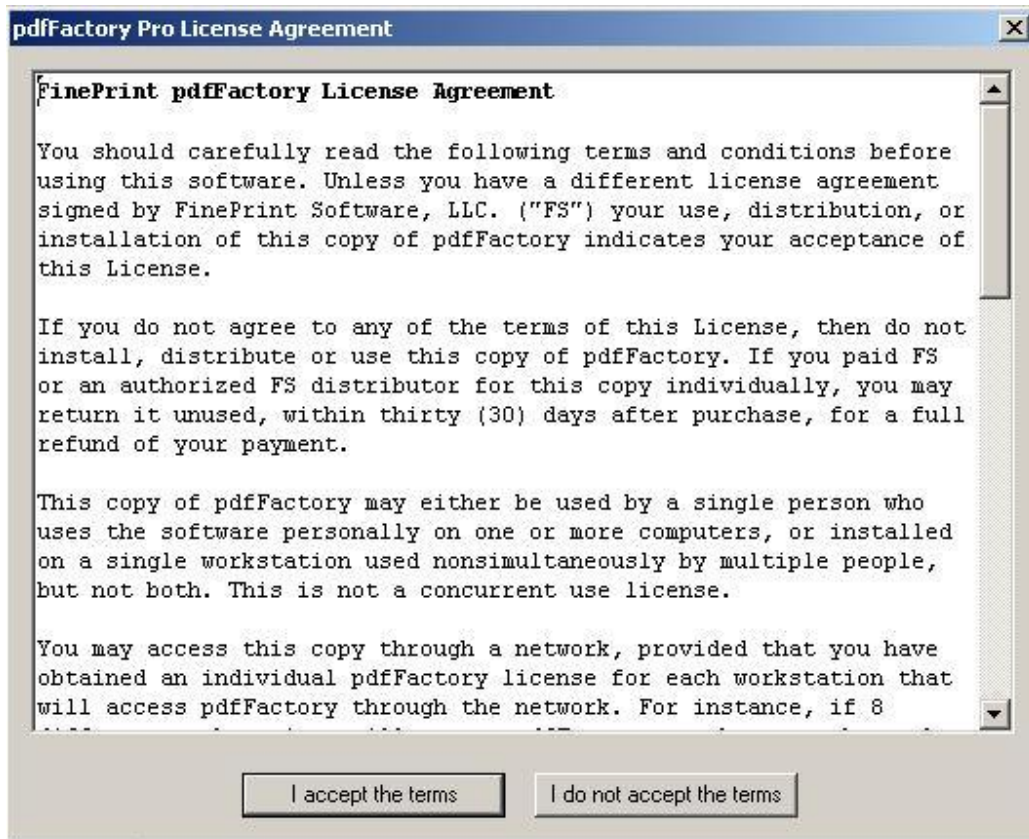 pdfFactory Pro License Agreement
FinePrint pdfFactory License Agreement
You should carefully read the following terms and conditions before
using this software. Unless you have a different license agreement
signed by FinePrint Software, LLC. ("FS") your use, distribution, or
installation of this copy of pdfFactory indicates your acceptance of
this License.
If you do not agree to any of the terms of this License, then do not
install, distribute or use this copy of pdfFactory. If you paid FS
or an authorized FS distributor for this copy individually, you may
return it unused, within thirty (30) days after purchase, for a full
refund of your payment.
This copy of pdfFactory may either be used by a single person who
uses the software personally on one or more computers, or installed
on a single workstation used nonsimultaneously by multiple people,
but not both. This is not a concurrent use license.
You may access this copy through a network, provided that you have
obtained an individual pdfFactory license for each workstation that
will access pdfFactory through the network. For instance, if 8
I accept the terms
I do not accept the terms